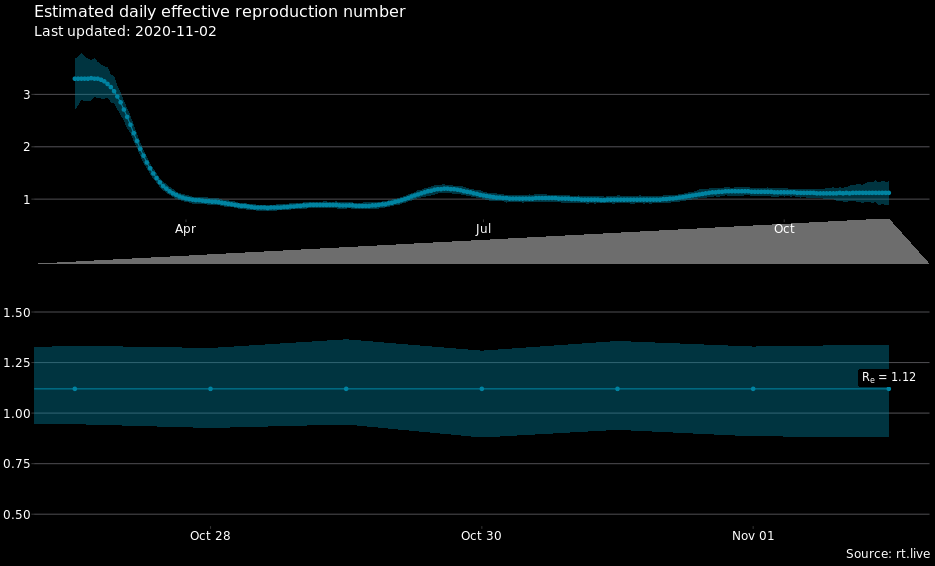 Estimated daily effective reproduction number
Last updated: 2020-11-02
3
2
1
Apr Jul Oct
1.50
1.25
Re = 1.12
1.00
0.75
0.50
Oct 28 Oct 30 Nov 01
Source: rt.live